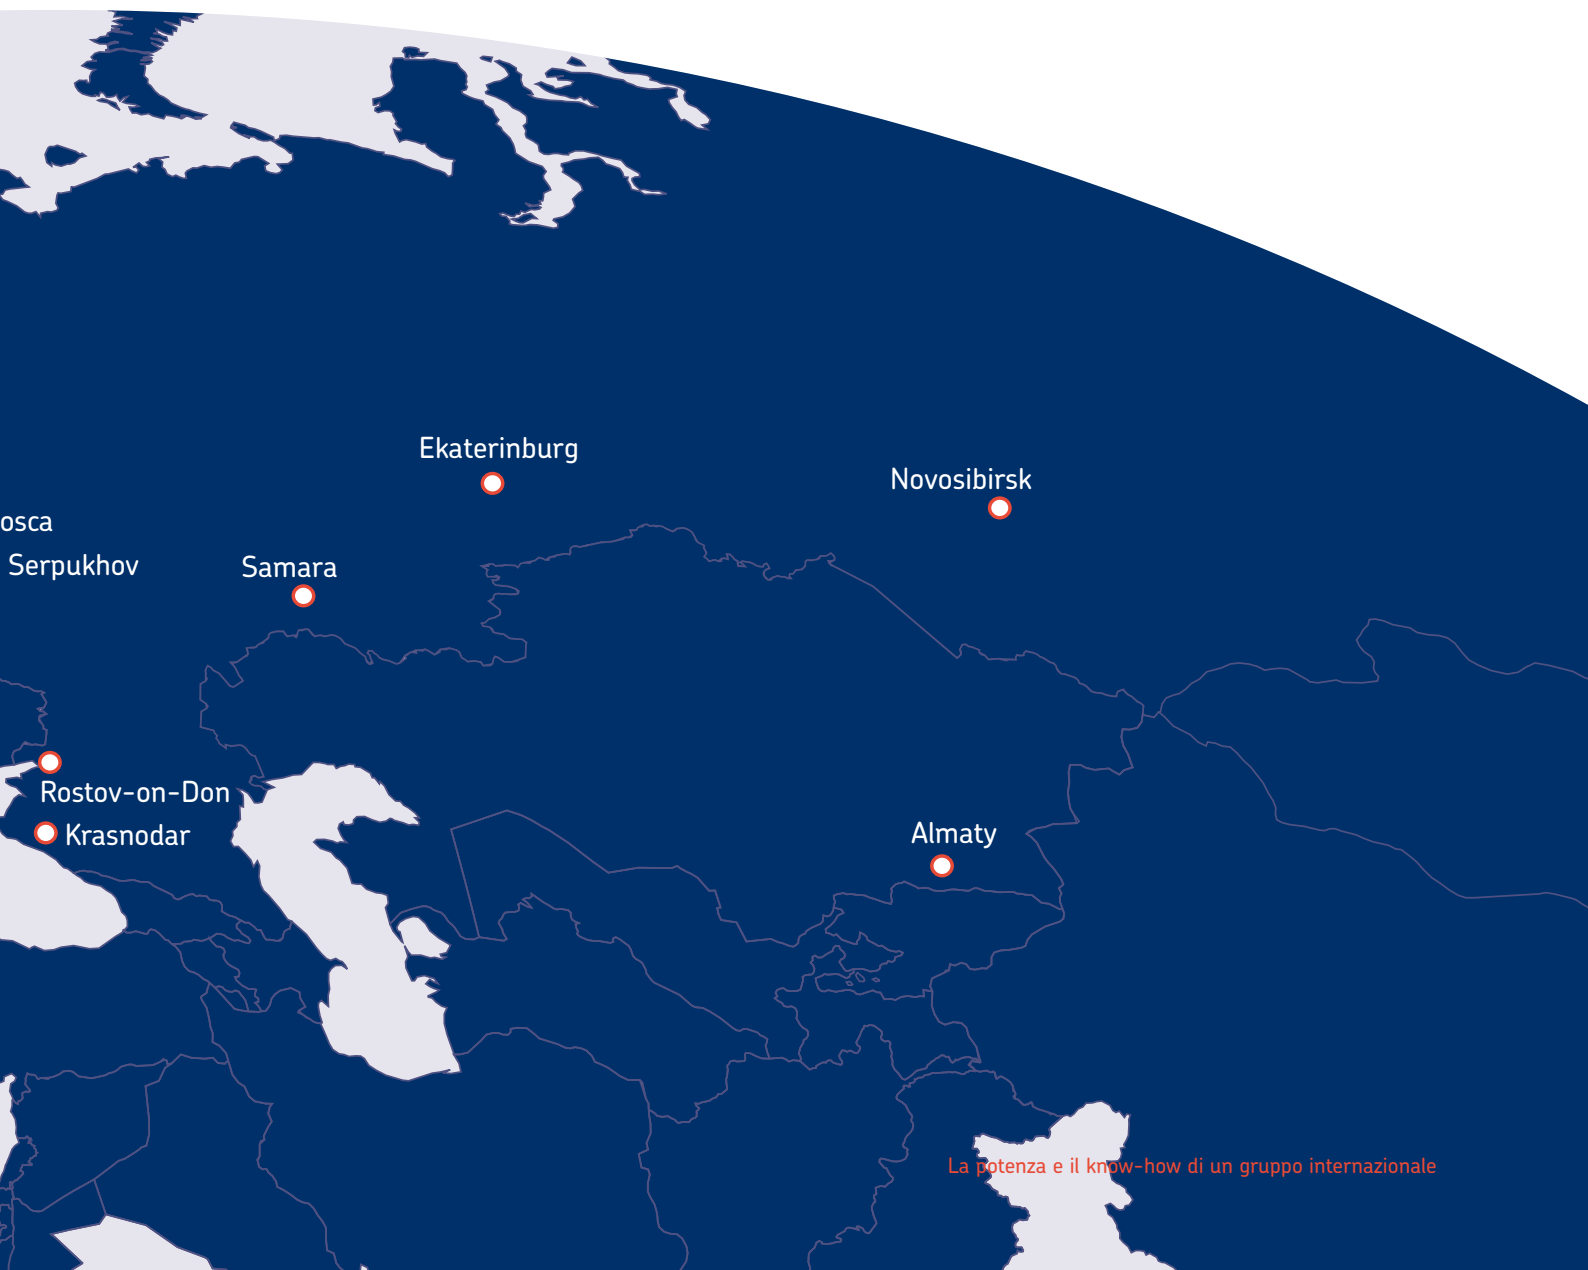 Ekaterinburg
Novosibirsk
osca
Serpukhov
Samara
Rostov-on-Don
Krasnodar
Almaty
La potenza e il know-how di un gruppo internazionale